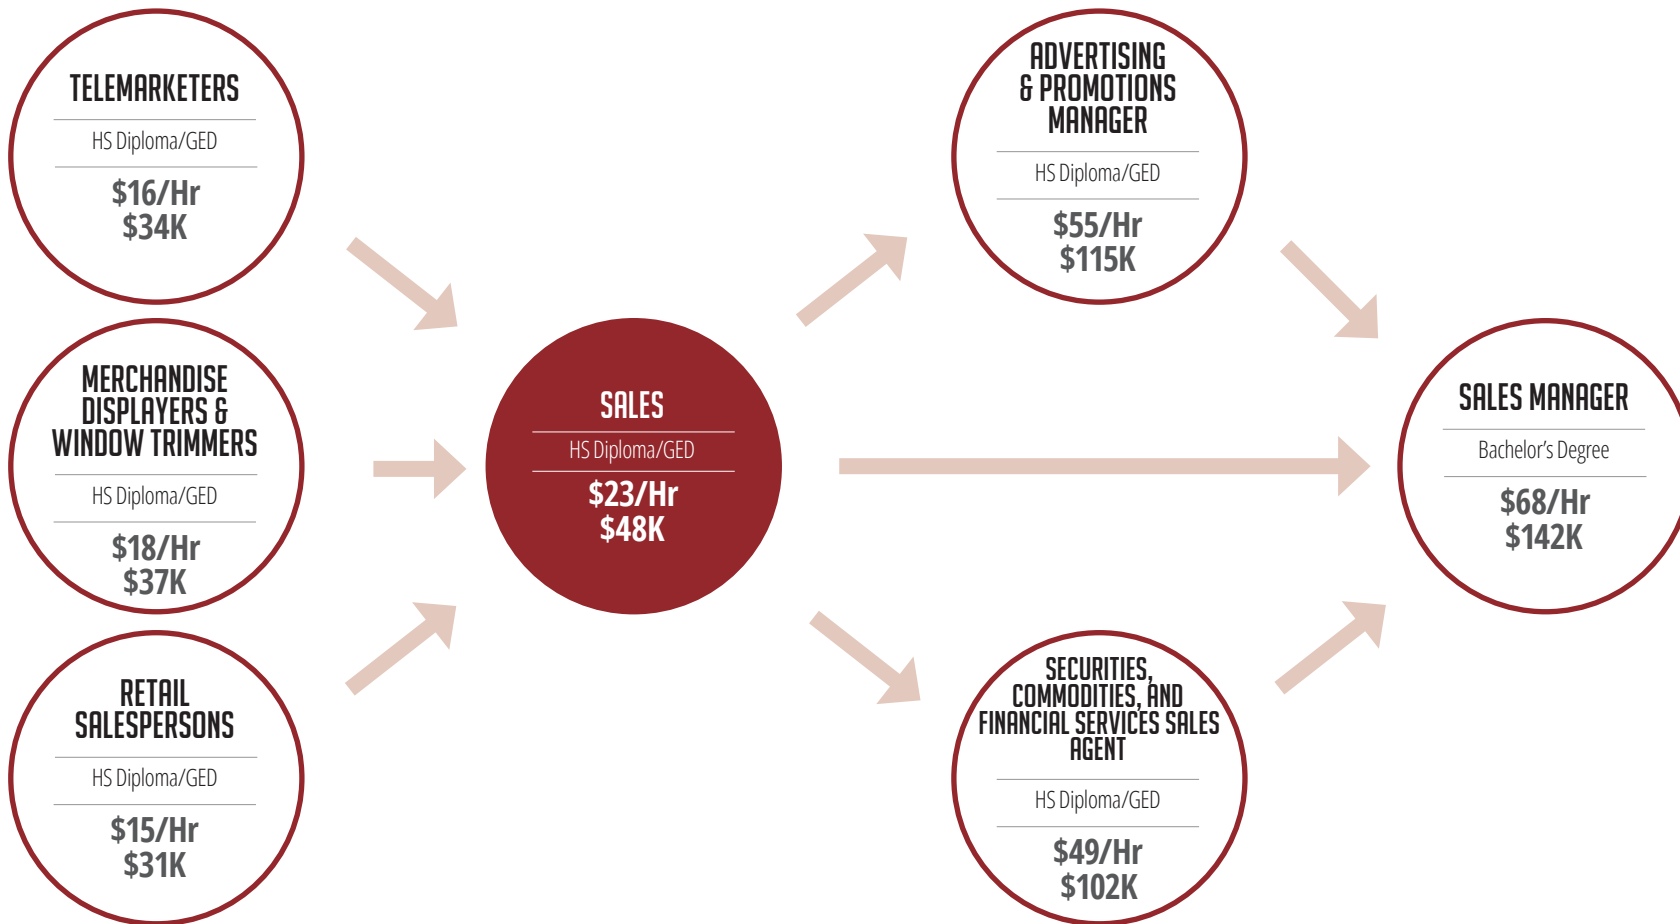 TELEMARKETERS
HS Diploma/GED
$16/Hr
$34K
MERCHANDISE
DISPLAYERS &
WINDOW TRIMMERS
HS Diploma/GED
$18/Hr
$37K
RETAIL
SALESPERSONS
HS Diploma/GED
$15/Hr
$31K
SALES
HS Diploma/GED
$23/Hr
$48K
ADVERTISING
& PROMOTIONS
MANAGER
HS Diploma/GED
$55/Hr
$115K
SECURITIES,
COMMODITIES, AND
FINANCIAL SERVICES SALES
AGENT
HS Diploma/GED
$49/Hr
$102K
SALES MANAGER
Bachelor’s Degree
$68/Hr
$142K